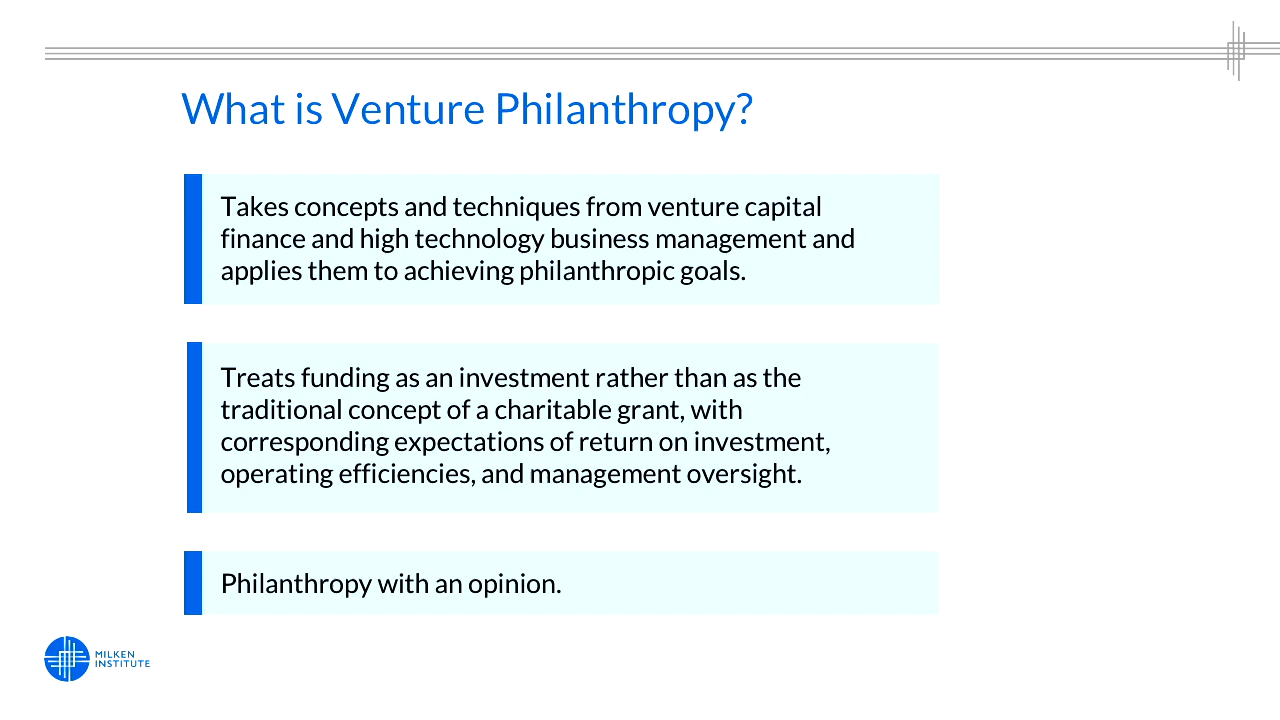 What is Venture Philanthropy?
Takes concepts and techniques from venture capital
finance and high technology business management and
applies them to achieving philanthropic goals.
Treats funding as an investment rather than as the
traditional concept of a charitable grant, with
corresponding expectations of return on investment,
operating efficiencies, and management oversight.
Philanthropy with an opinion.
MILKEN
INSTITUTE